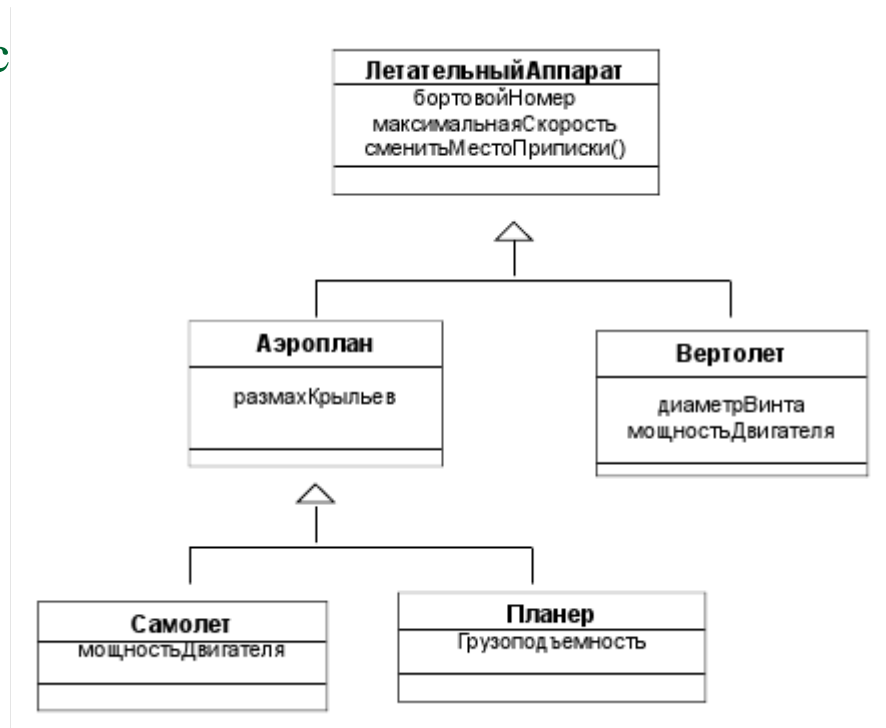 с
ЛетательныйАппарат
бортовойНомер
максимальнаяСкорость
сменитьМестоПриписки()
Аэроплан
размахКрыльев
Вертолет
диаметрВинта
мощностьДвигателя
Самолет
мощностьДвигателя
Планер
Грузоподъемность